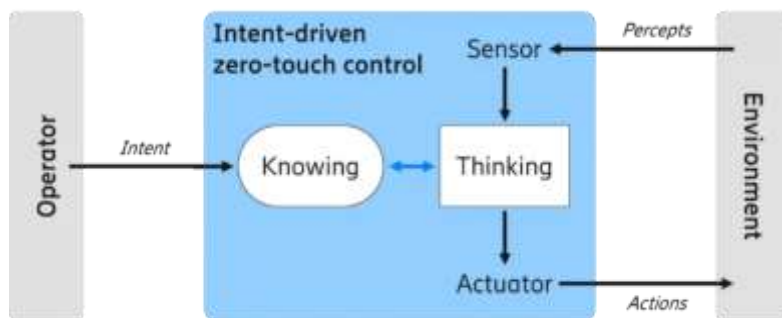 Intent-driven
zero-touch control
Sensor
Percepts
Operator
Intent
Knowing
Thinking
Environment
Actuator
Actions